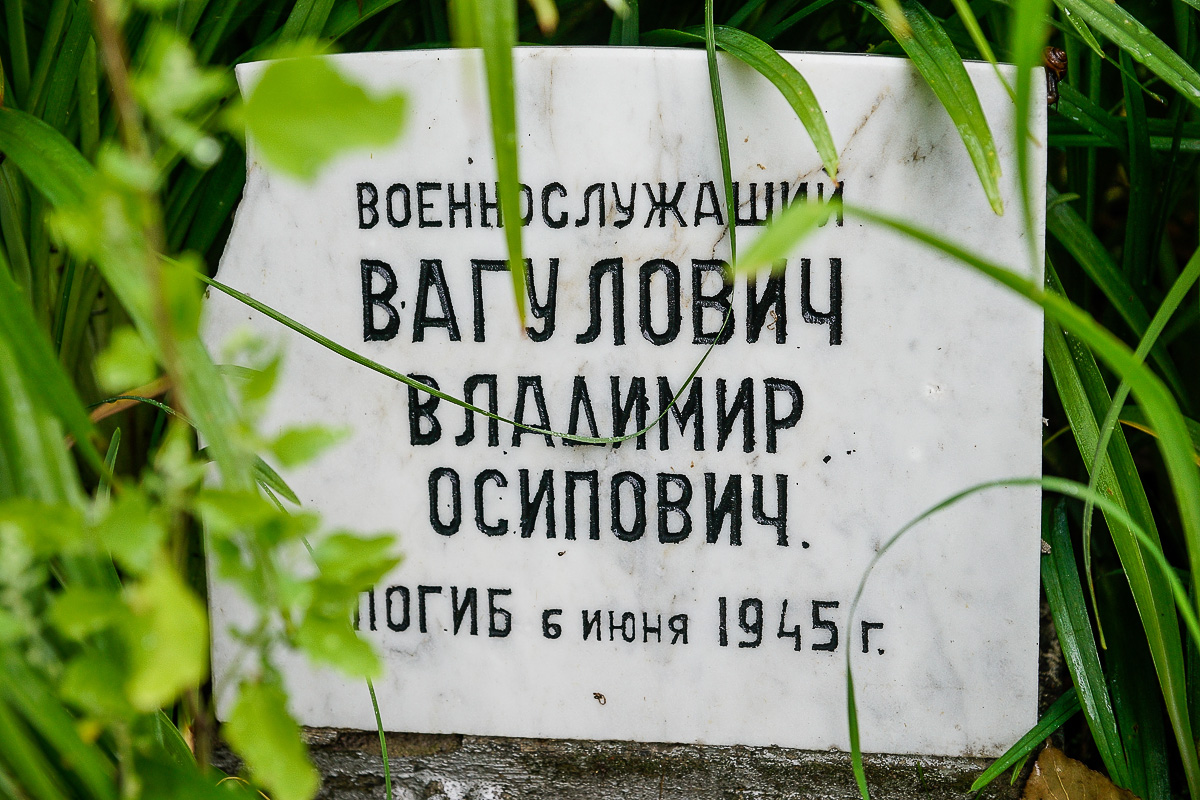 ВОЕННОСЛУЖАЩИЙ
ВАГУЛОВИЧ
ВЛАДИМИР
ОСИПОВИЧ.
ПОГИБ 6 ИЮНЯ 1945 г.